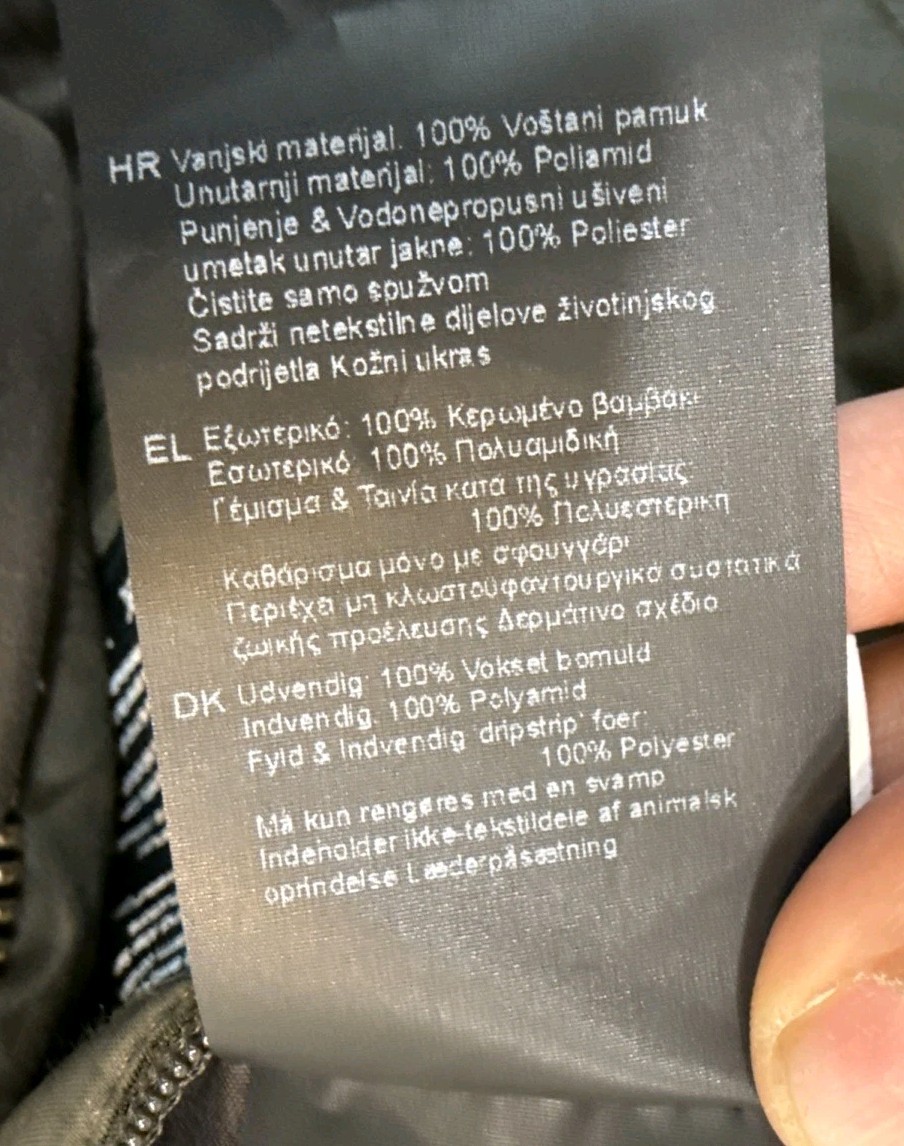 HR Vanjski materijal: 100% Voštani pamuk
Unutarnji materijal: 100% Poliamid
Punjenje & Vodonepropusni ušiveni
umetak unutar jakne: 100% Poliester
Čistite samo spužvom
Sadrži netekstilne dijelove životinjskog
podrijetla Kožni ukras
EL Εξωτερικό: 100% Κερωμένο βαμβάκι
Εσωτερικό: 100% Πολυαμιδική
Γέμισμα & Ταινία κατα της υγρασίας:
100% Πολυεστερικη
Καθάρισμα μόνο με σφουγγάρι
Περιέχει μη κλωστοϋφαντουργικά συστατικά
ζωικής προέλευσης Δερμάτινο σχέδιο
DK Udvendig: 100% Vokset bomuld
Indvendig: 100% Polyamid
Fyld & Indvendig 'dripstrip' foer:
100% Polyester
Må kun rengøres med en svamp
Indeholder ikke-tekstildele af animalsk
oprindelse Læderpåsætning